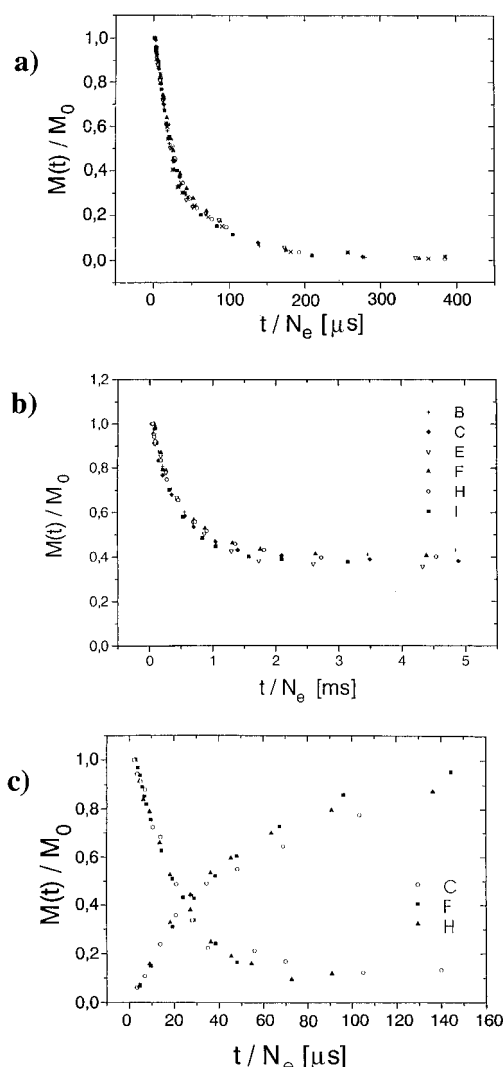 a)
M(t) / M0
1,0
0,8
0,6
0,4
0,2
0,0
0 100 200 300 400
t / Ne [μs]
b)
M(t) / M0
1,2
1,0
0,8
0,6
0,4
0,2
0,0
B
C
E
F
H
I
0 1 2 3 4 5
t / Ne [ms]
c)
M(t) / M0
1,0
0,8
0,6
0,4
0,2
0,0
C
F
H
0 20 40 60 80 100 120 140 160
t / Ne [μs]